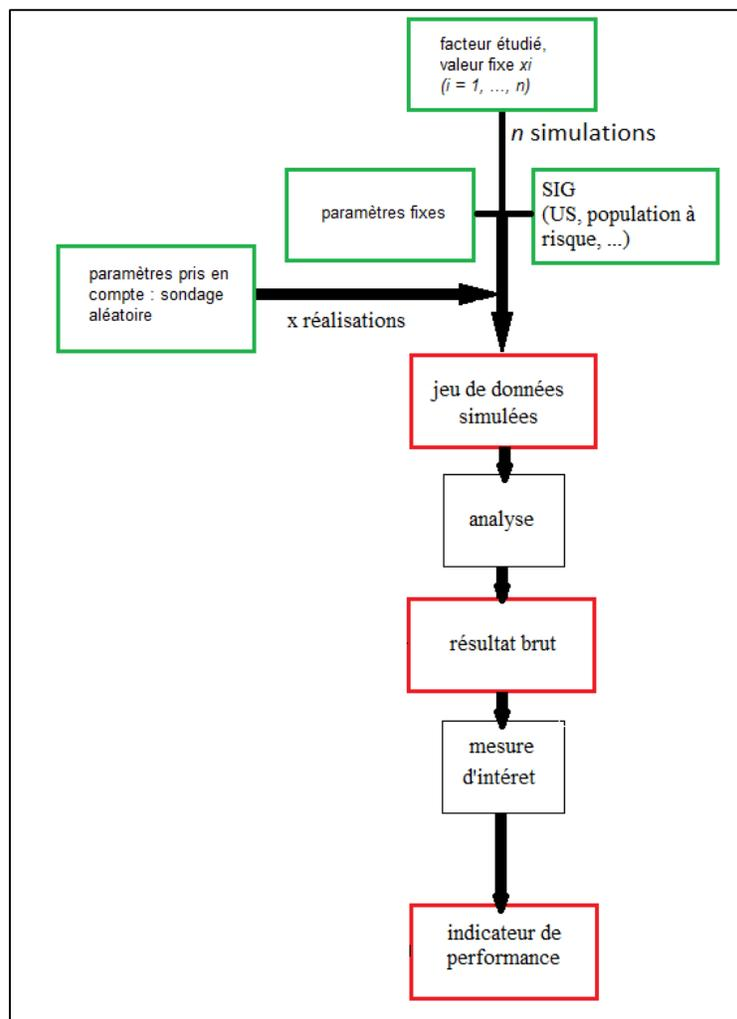 facteur étudié,
valeur fixe xi
(i = 1, ..., n)
n simulations
paramètres fixes
SIG
(US, population à
risque, ...)
paramètres pris en
compte : sondage
aléatoire
x réalisations
jeu de données
simulées
analyse
résultat brut
mesure
d'intéret
indicateur de
performance